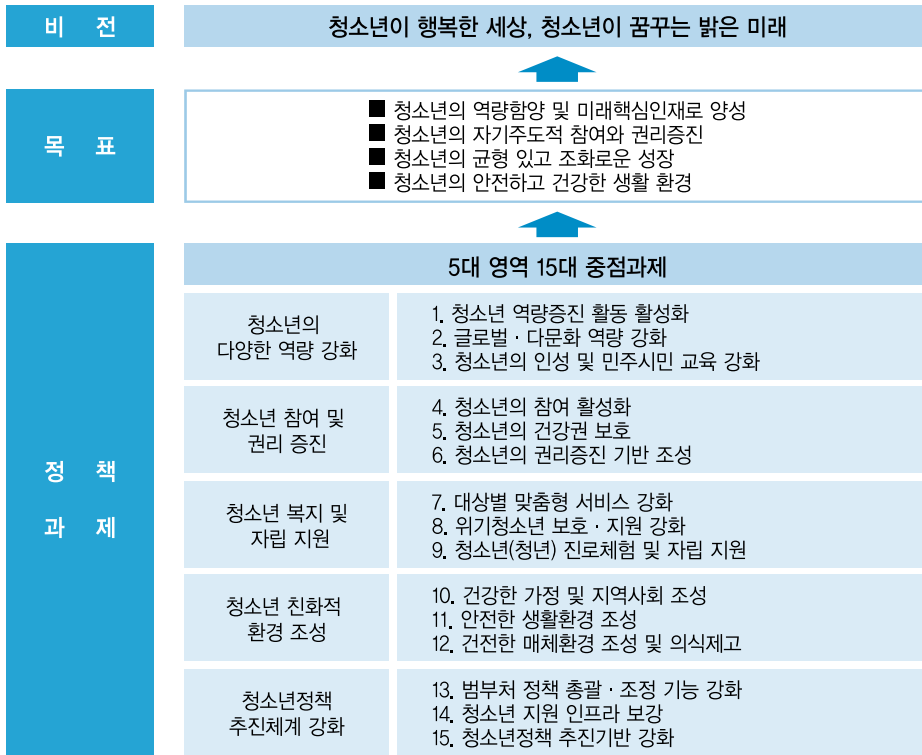 비 전
청소년이 행복한 세상, 청소년이 꿈꾸는 밝은 미래
목 표
■ 청소년의 역량함양 및 미래핵심인재로 양성
■ 청소년의 자기주도적 참여와 권리증진
■ 청소년의 균형 있고 조화로운 성장
■ 청소년의 안전하고 건강한 생활 환경
정 책
과 제
5대 영역 15대 중점과제
청소년의
다양한 역량 강화
1. 청소년 역량증진 활동 활성화
2. 글로벌 · 다문화 역량 강화
3. 청소년의 인성 및 민주시민 교육 강화
청소년 참여 및
권리 증진
4. 청소년의 참여 활성화
5. 청소년의 건강권 보호
6. 청소년의 권리증진 기반 조성
청소년 복지 및
자립 지원
7. 대상별 맞춤형 서비스 강화
8. 위기청소년 보호 · 지원 강화
9. 청소년(청년) 진로체험 및 자립 지원
청소년 친화적
환경 조성
10. 건강한 가정 및 지역사회 조성
11. 안전한 생활환경 조성
12. 건전한 매체환경 조성 및 의식제고
청소년정책
추진체계 강화
13. 범부처 정책 총괄 · 조정 기능 강화
14. 청소년 지원 인프라 보강
15. 청소년정책 추진기반 강화